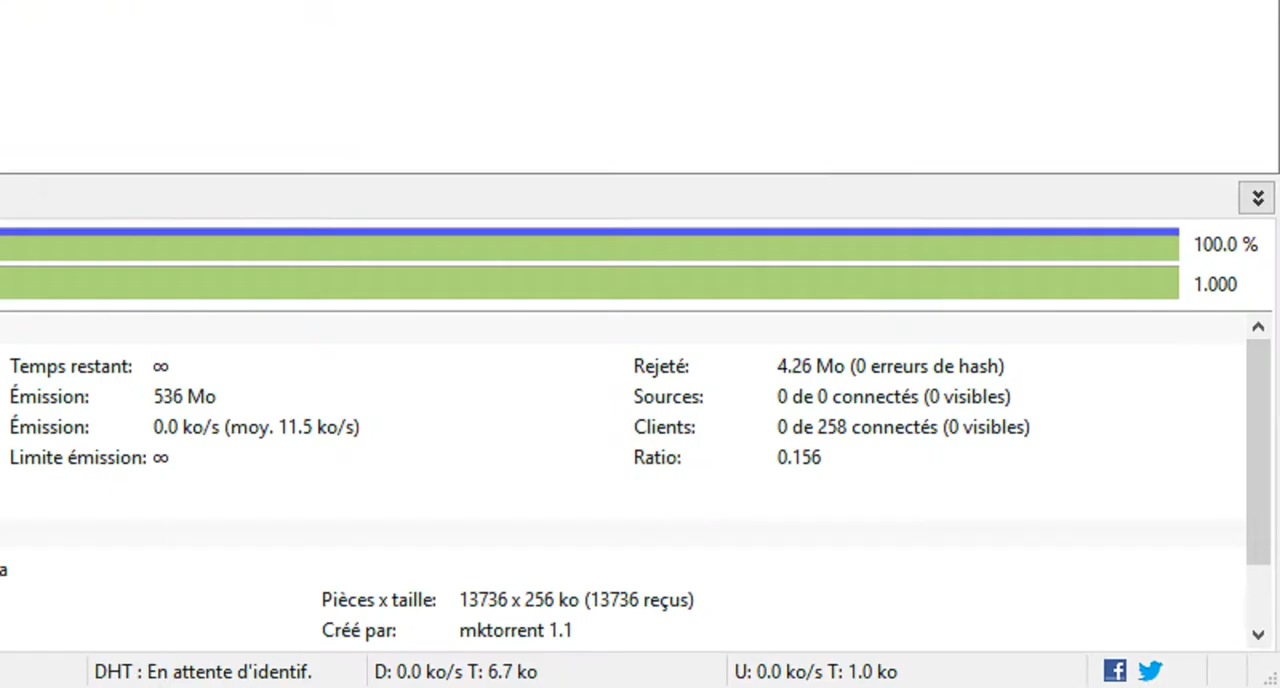 100.0 %
1.000
Temps restant: ∞ Rejeté: 4.26 Mo (0 erreurs de hash)
Émission: 536 Mo Sources: 0 de 0 connectés (0 visibles)
Émission: 0.0 ko/s (moy. 11.5 ko/s) Clients: 0 de 258 connectés (0 visibles)
Limite émission: ∞ Ratio: 0.156
a
Pièces x taille: 13736 x 256 ko (13736 reçus)
Créé par: mktorrent 1.1
DHT : En attente d'identif. D: 0.0 ko/s T: 6.7 ko U: 0.0 ko/s T: 1.0 ko